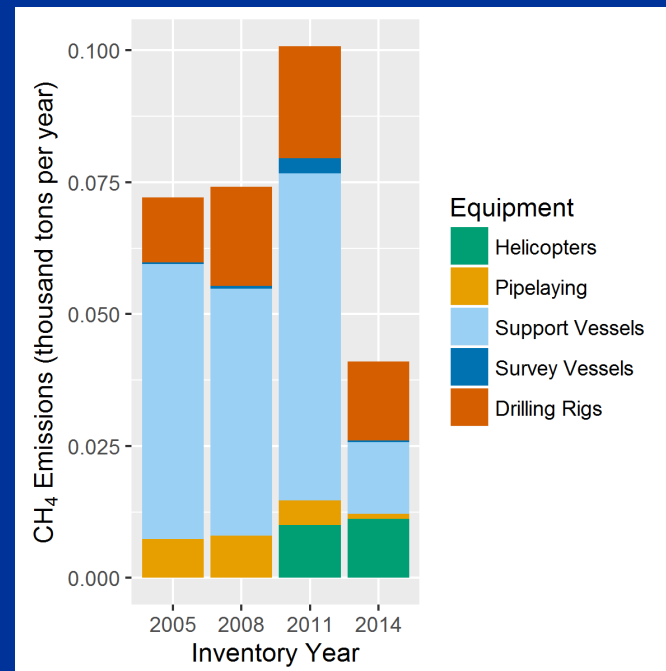 CH₄ Emissions (thousand tons per year)
0.100
0.075
0.050
0.025
0.000
2005 2008 2011 2014
Inventory Year
Equipment
Helicopters
Pipelaying
Support Vessels
Survey Vessels
Drilling Rigs